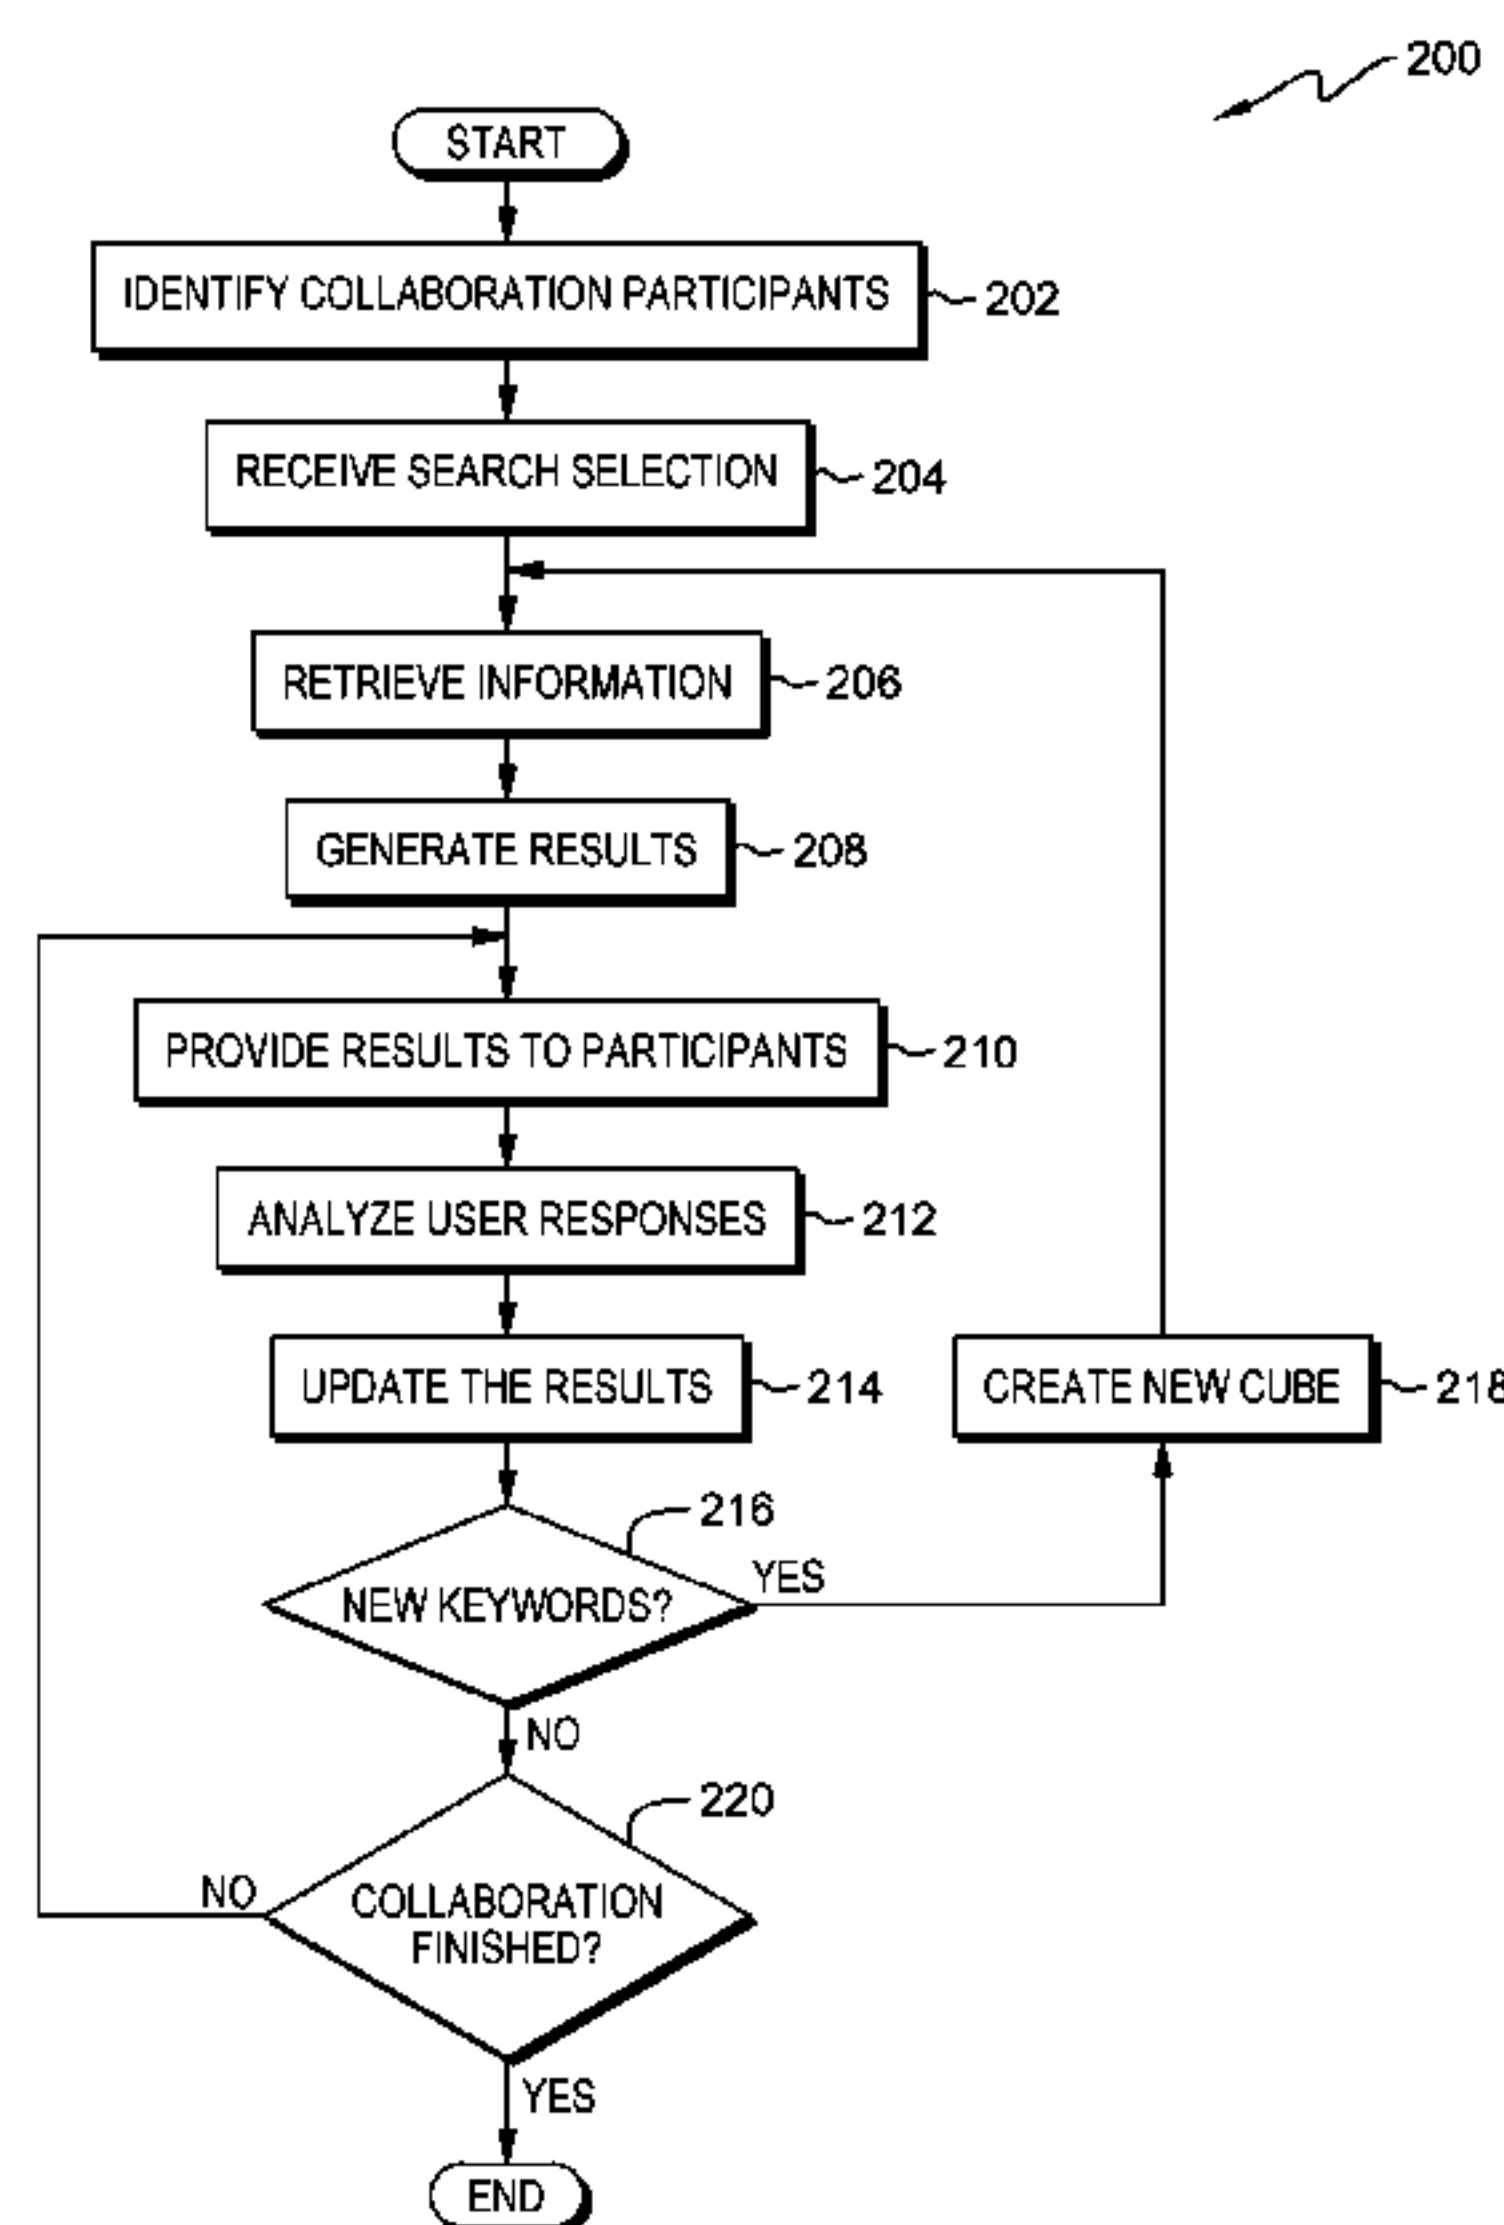 200
START
IDENTIFY COLLABORATION PARTICIPANTS
202
RECEIVE SEARCH SELECTION
204
RETRIEVE INFORMATION
206
GENERATE RESULTS
208
PROVIDE RESULTS TO PARTICIPANTS
210
ANALYZE USER RESPONSES
212
UPDATE THE RESULTS
214
CREATE NEW CUBE
218
216
NEW KEYWORDS?
YES
NO
220
COLLABORATION
FINISHED?
NO
YES
END